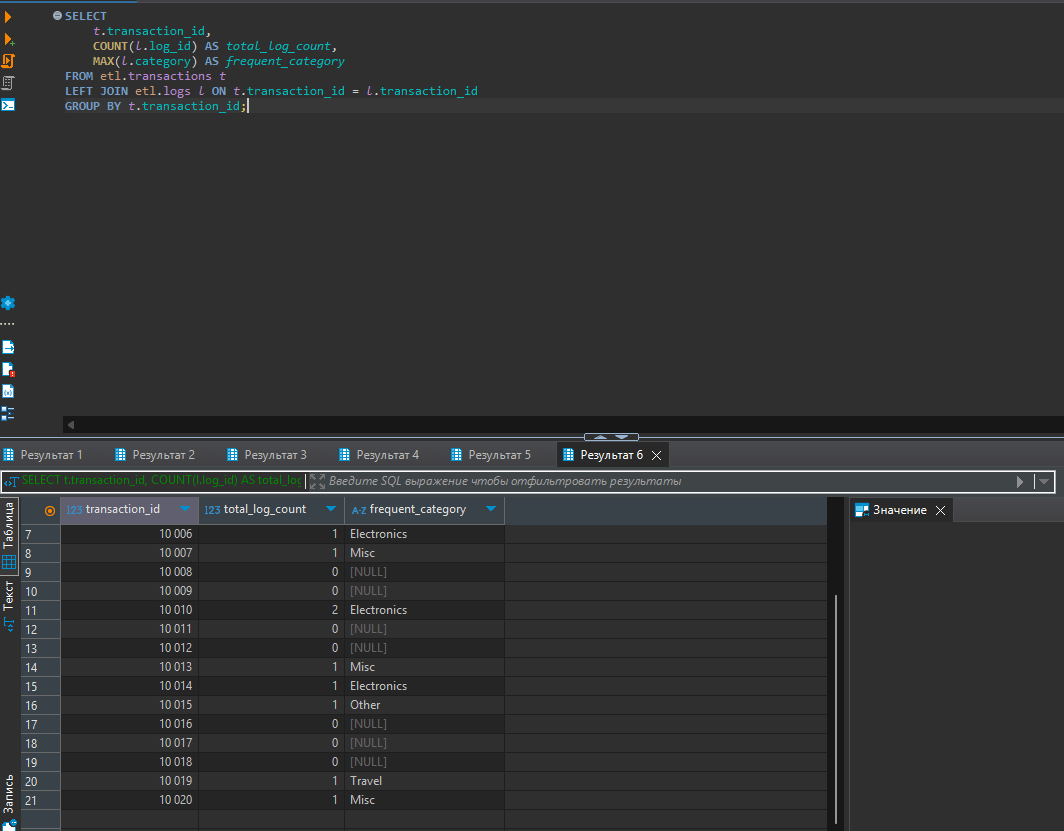 SELECT
t.transaction_id,
COUNT(l.log_id) AS total_log_count,
MAX(l.category) AS frequent_category
FROM etl.transactions t
LEFT JOIN etl.logs l ON t.transaction_id = l.transaction_id
GROUP BY t.transaction_id;
Результат 1 Результат 2 Результат 3 Результат 4 Результат 5 Результат 6
SELECT t.transaction_id, COUNT(l.log_id) AS total_log Введите SQL выражение чтобы отфильтровать результаты
Таблица
Текст
Запись
123 transaction_id 123 total_log_count A-Z frequent_category
7 10 006 1 Electronics
8 10 007 1 Misc
9 10 008 0 [NULL]
10 10 009 0 [NULL]
11 10 010 2 Electronics
12 10 011 0 [NULL]
13 10 012 0 [NULL]
14 10 013 1 Misc
15 10 014 1 Electronics
16 10 015 1 Other
17 10 016 0 [NULL]
18 10 017 0 [NULL]
19 10 018 0 [NULL]
20 10 019 1 Travel
21 10 020 1 Misc
Значение